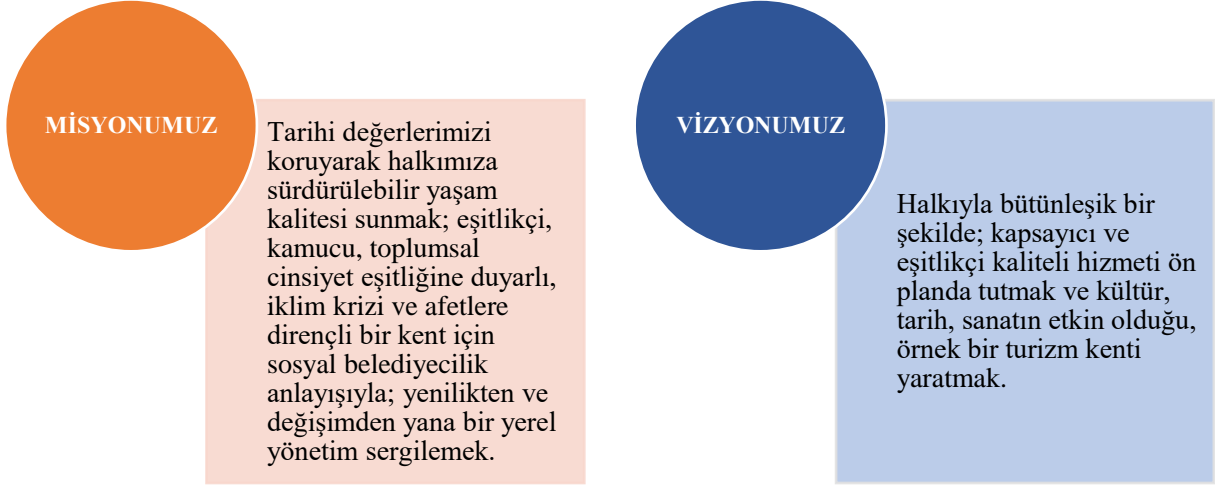 MİSYONUMUZ
Tarihi değerlerimizi
koruyarak halkımıza
sürdürülebilir yaşam
kalitesi sunmak; eşitlikçi,
kamucu, toplumsal
cinsiyet eşitliğine duyarlı,
iklim krizi ve afetlere
dirençli bir kent için
sosyal belediyecilik
anlayışıyla; yenilikten ve
değişimden yana bir yerel
yönetim sergilemek.
VİZYONUMUZ
Halkıyla bütünleşik bir
şekilde; kapsayıcı ve
eşitlikçi kaliteli hizmeti ön
planda tutmak ve kültür,
tarih, sanatın etkin olduğu,
örnek bir turizm kenti
yaratmak.